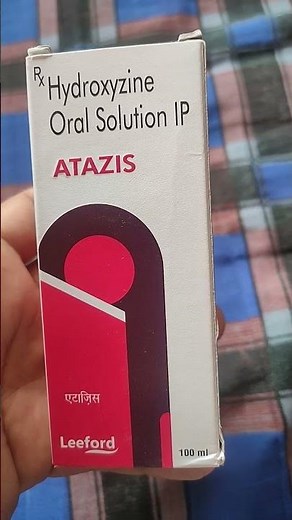 Rx Hydroxyzine
Oral Solution IP
ATAZIS
एटाज़िस
Leeford
100 ml